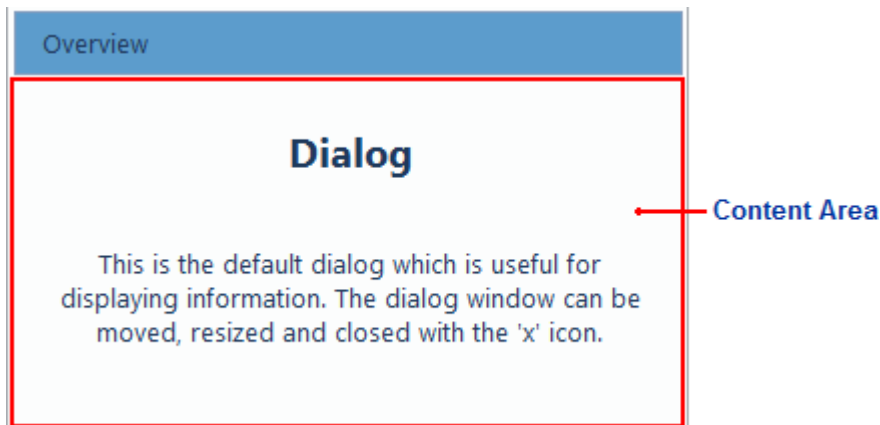 Overview
Dialog
Content Area
This is the default dialog which is useful for
displaying information. The dialog window can be
moved, resized and closed with the 'x' icon.